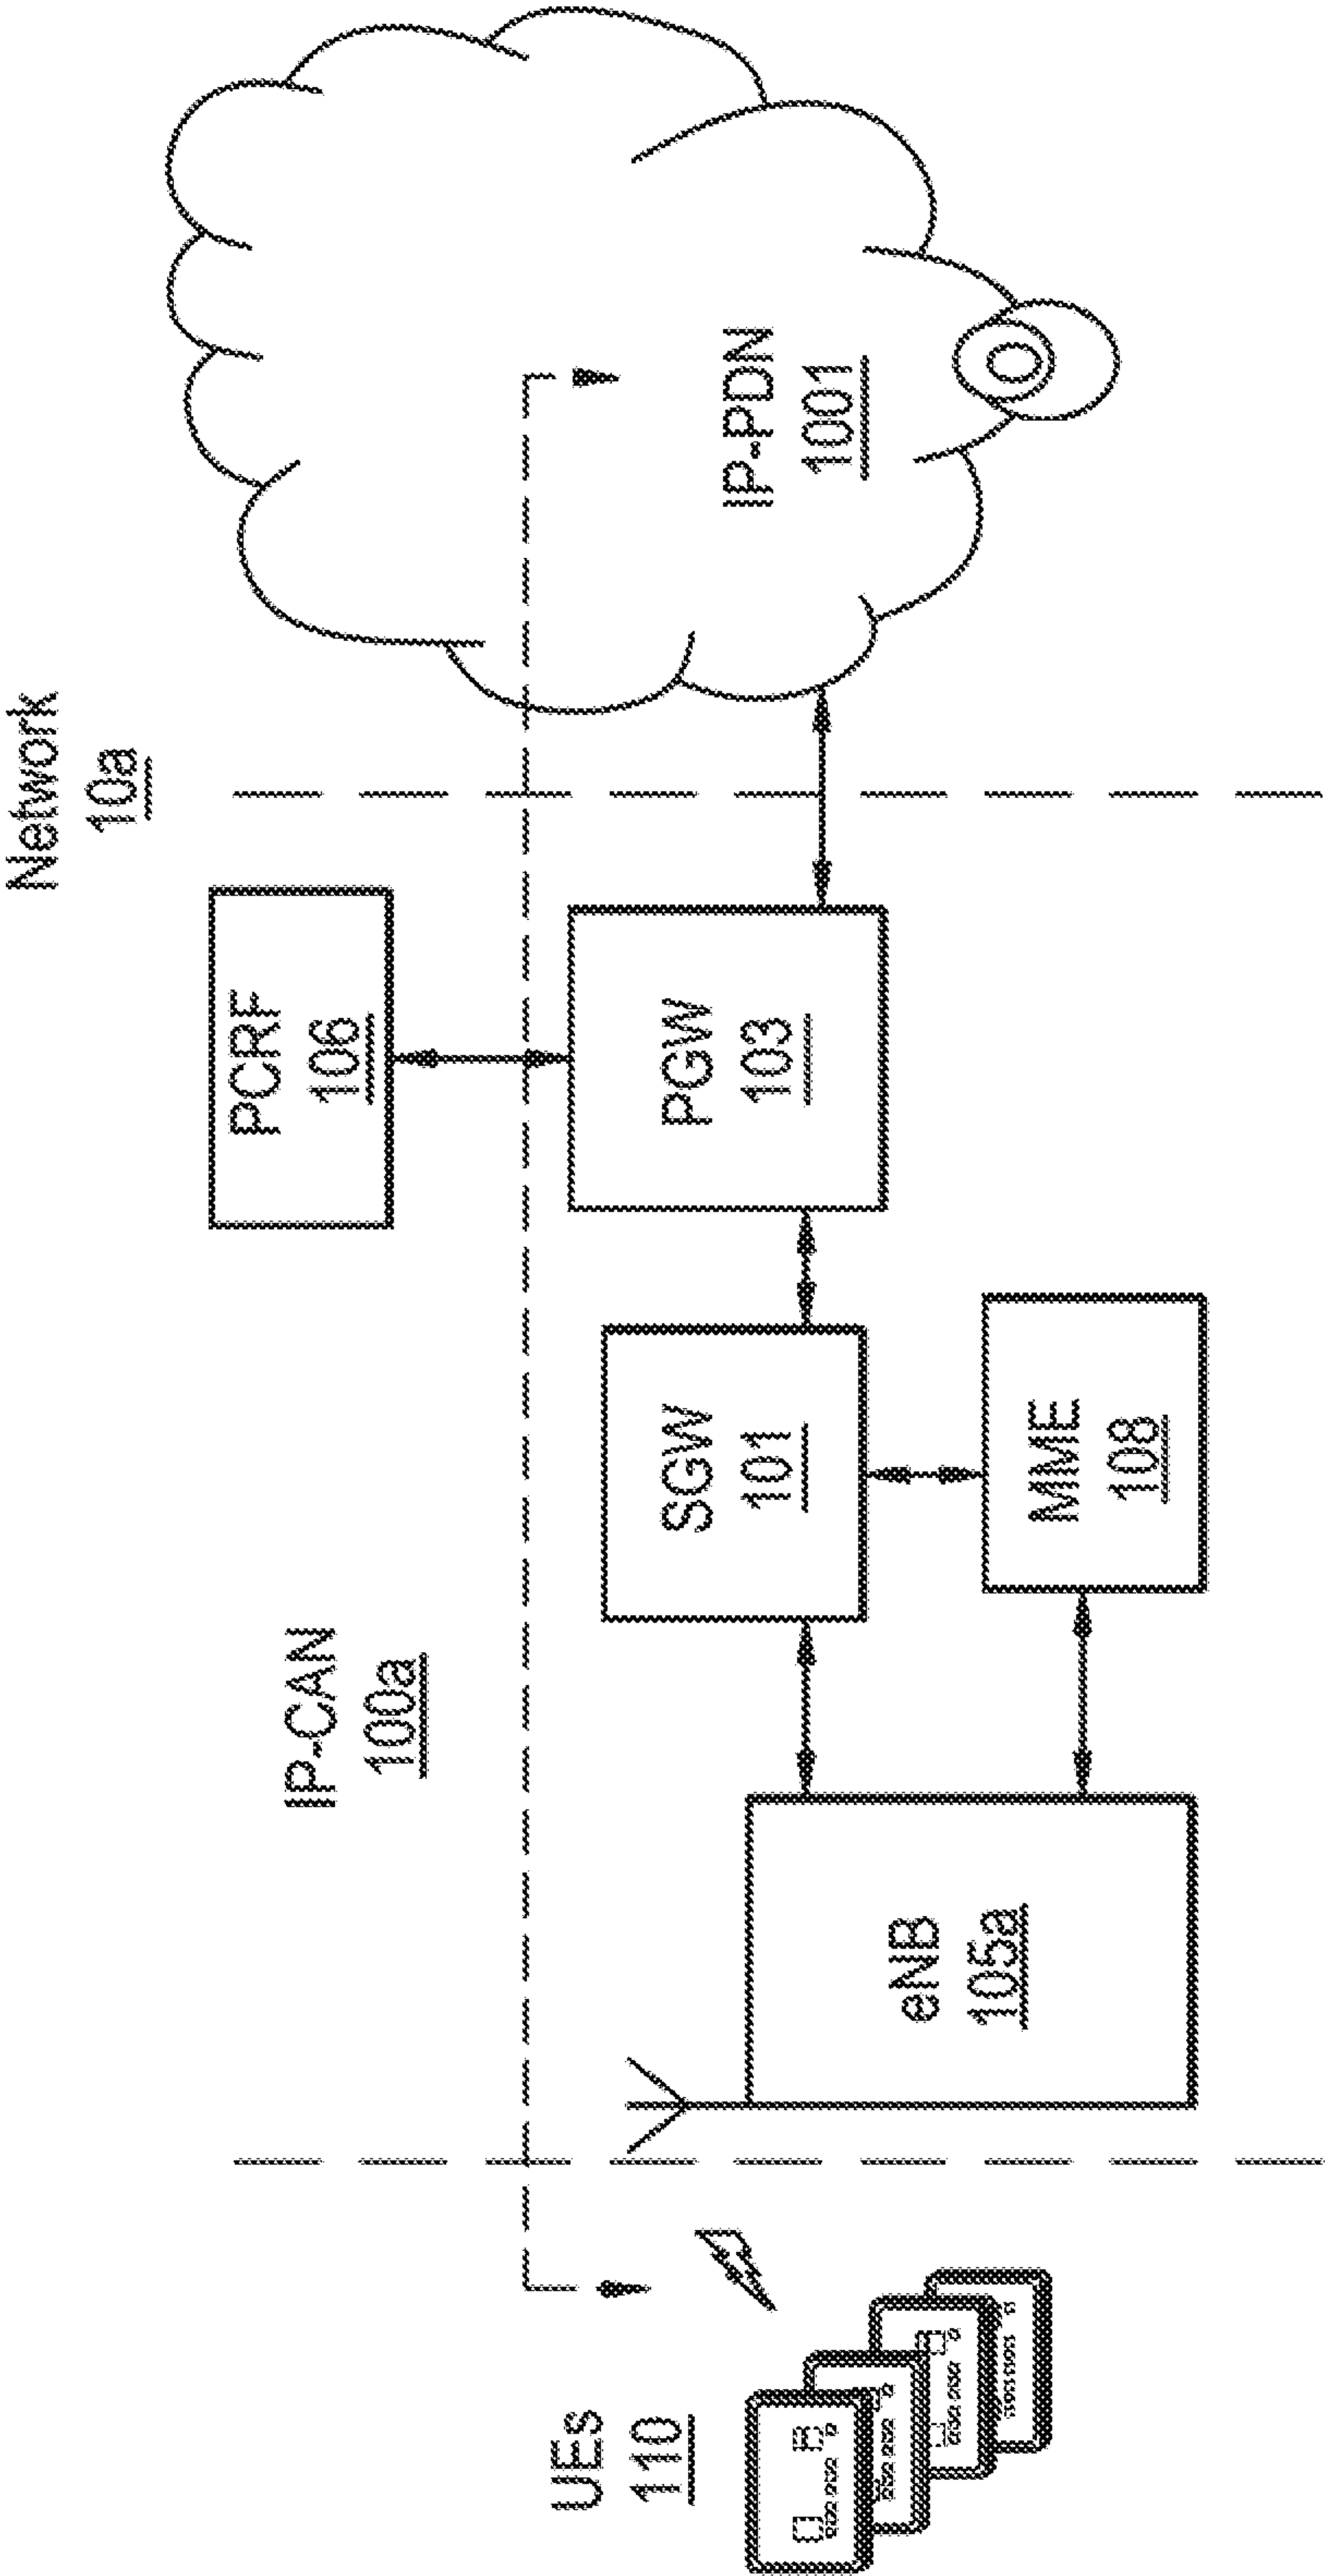 Network
10a
IP-CAN
100a
PCRF
106
IP-PDN
1001
UEs
110
SGW
101
PGW
103
eNB
105a
MME
108